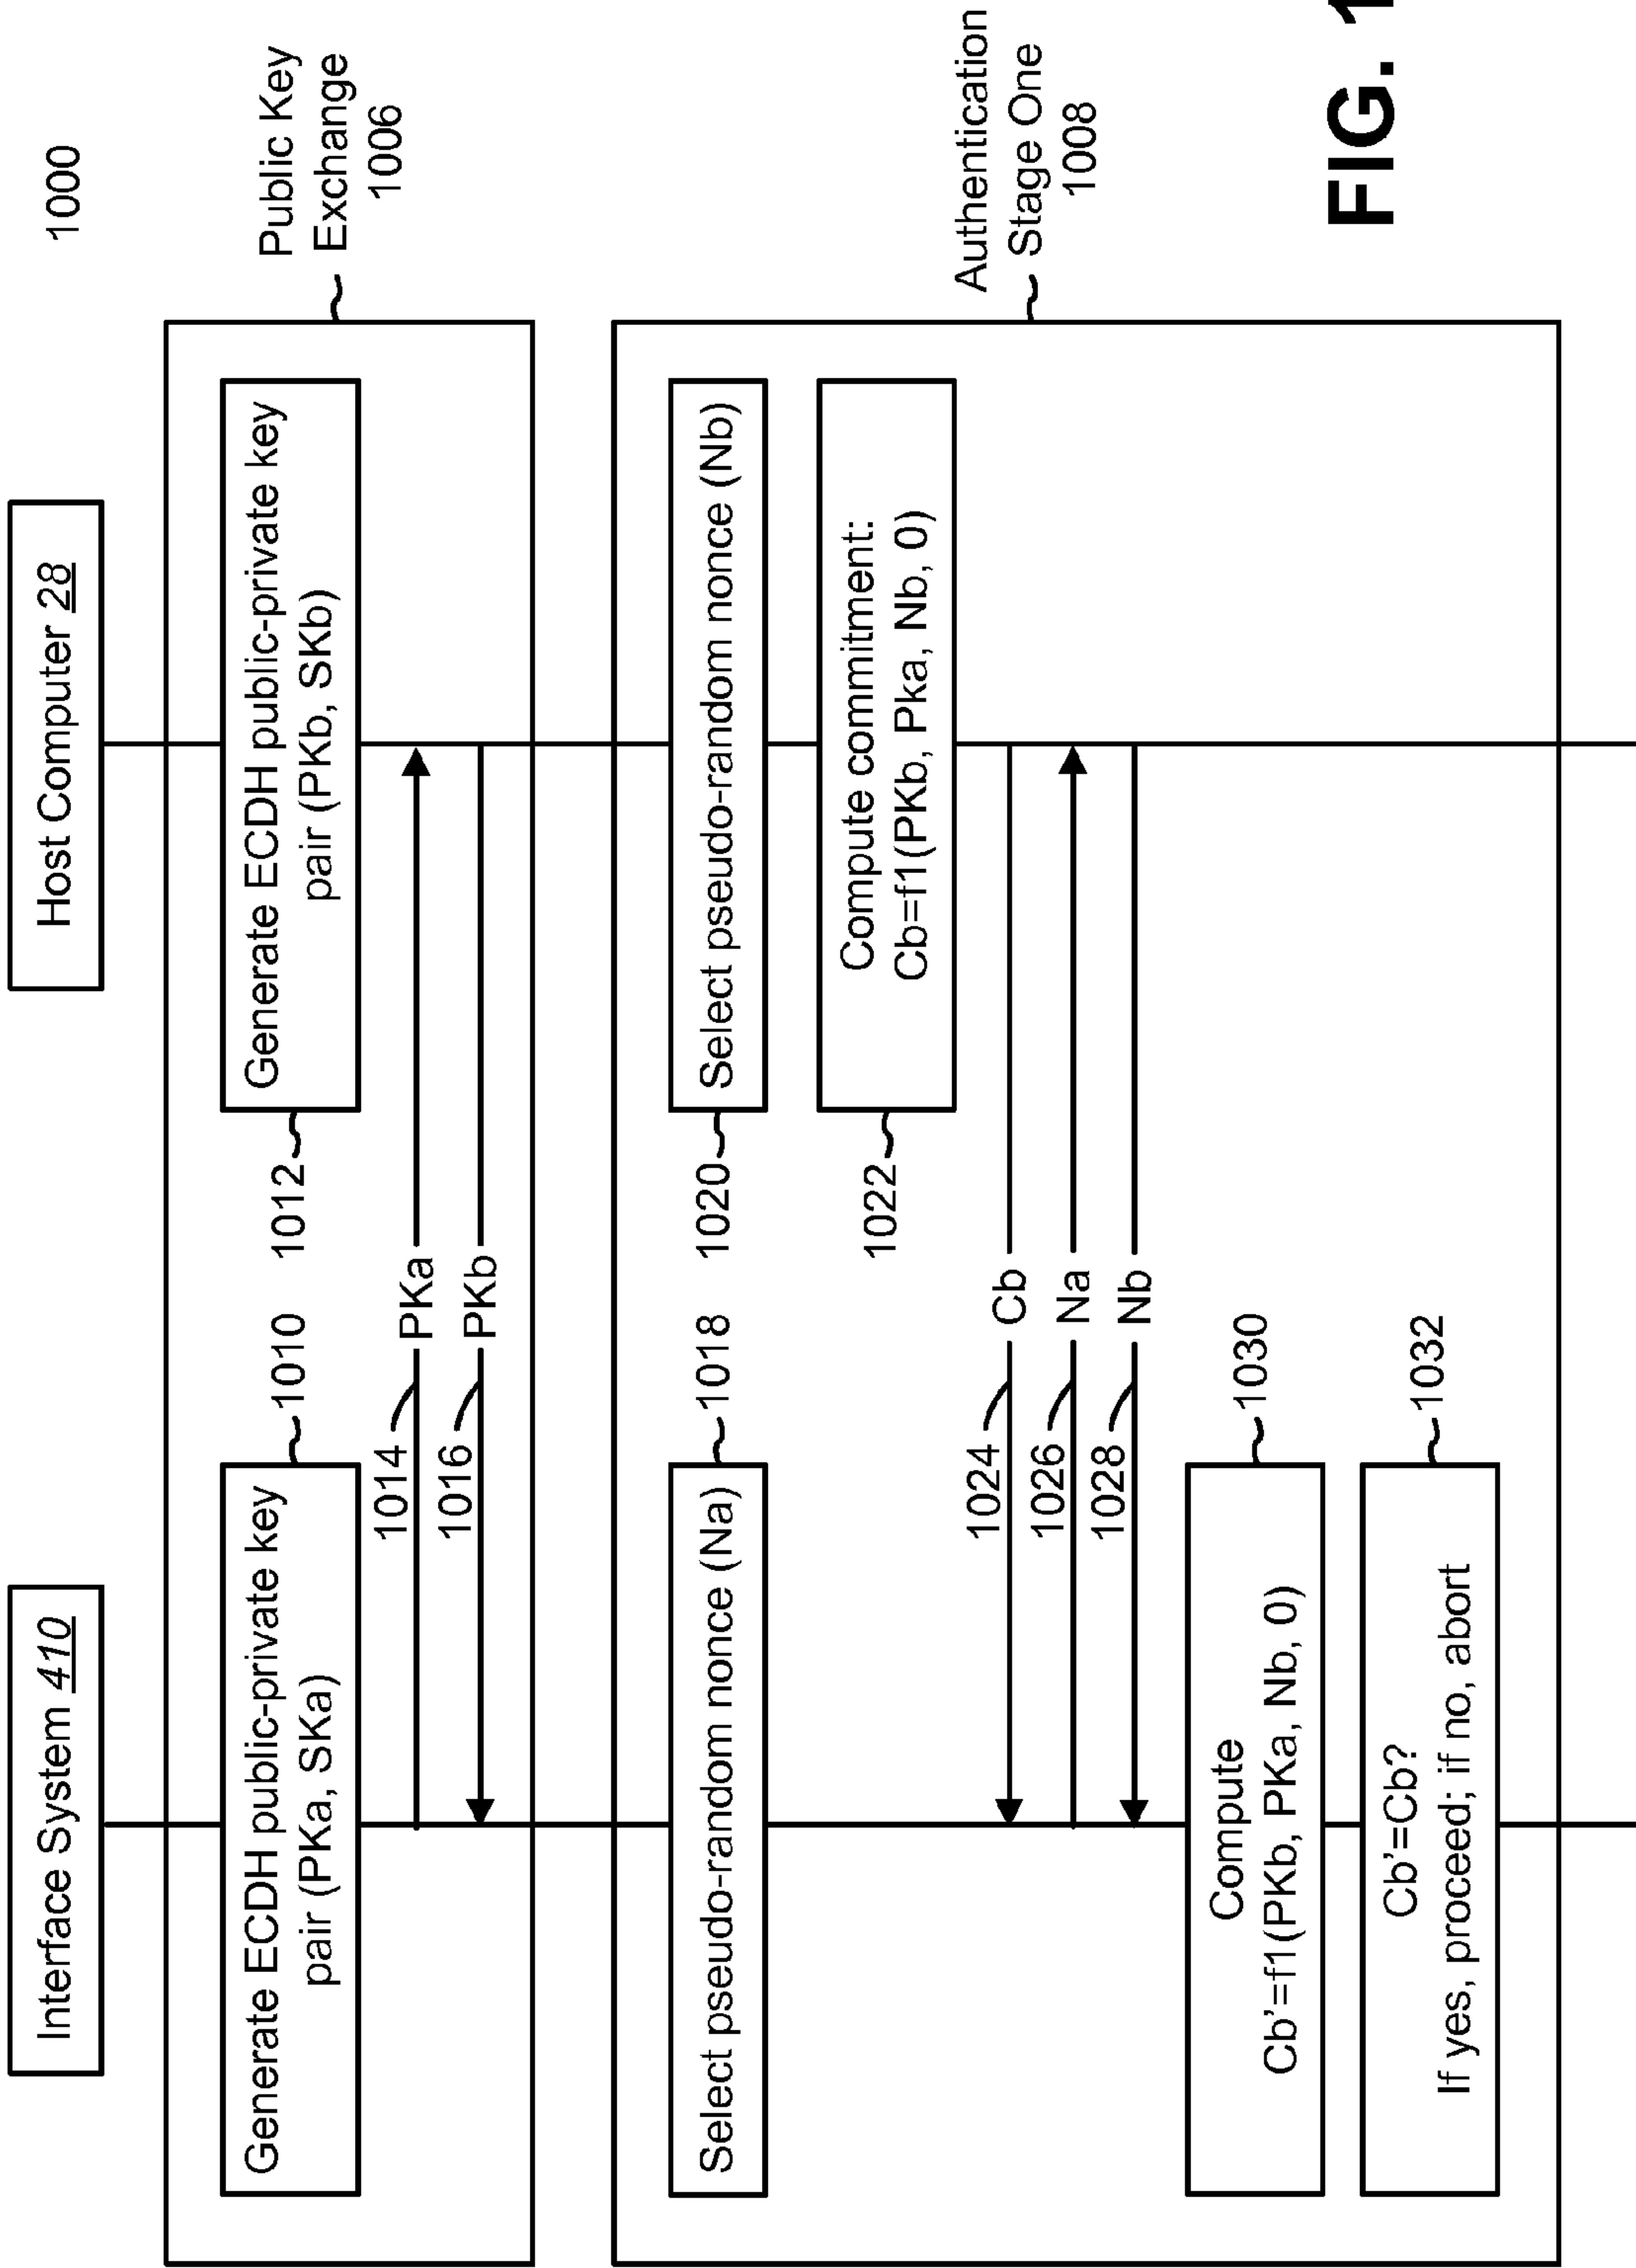 1000
Interface System 410
Host Computer 28
Public Key
Exchange
1006
Generate ECDH public-private key
pair (PKa, SKa)
1010
1012
Generate ECDH public-private key
pair (PKb, SKb)
1014
PKa
1016
PKb
Authentication
Stage One
1008
Select pseudo-random nonce (Na)
1018
1020
Select pseudo-random nonce (Nb)
1022
Compute commitment:
Cb=f1(PKb, Pka, Nb, 0)
1024
Cb
1026
Na
1028
Nb
Compute
Cb’=f1(PKb, PKa, Nb, 0)
1030
Cb’=Cb?
If yes, proceed; if no, abort
1032
FIG. 1